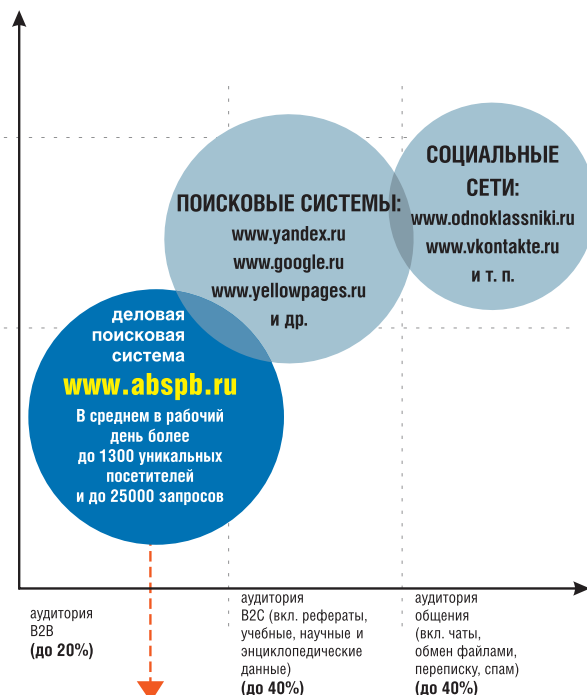 СОЦИАЛЬНЫЕ
СЕТИ:
www.odnoklassniki.ru
www.vkontakte.ru
и т. п.
ПОИСКОВЫЕ СИСТЕМЫ:
www.yandex.ru
www.google.ru
www.yellowpages.ru
и др.
деловая
поисковая
система
www.abspb.ru
В среднем в рабочий
день более
до 1300 уникальных
посетителей
и до 25000 запросов
аудитория
B2B
(до 20%)
аудитория
B2C (вкл. рефераты,
учебные, научные и
энциклопедические
данные)
(до 40%)
аудитория
общения
(вкл. чаты,
обмен файлами,
переписку, спам)
(до 40%)